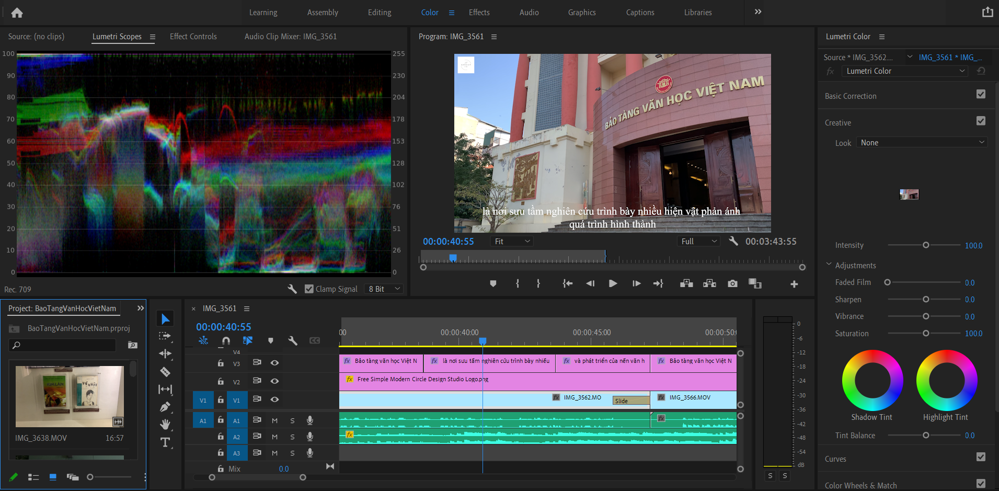 Learning
Assembly
Editing
Color
Effects
Audio
Graphics
Captions
Libraries
Source: (no clips)
Lumetri Scopes
Effect Controls
Audio Clip Mixer: IMG_3561
100
90
80
70
60
50
40
30
20
10
0
255
230
204
178
153
128
102
76
51
26
0
Rec. 709
Clamp Signal
8 Bit
Program: IMG_3561
BẢO TÀNG VĂN HỌC VIỆT NAM
là nơi sưu tầm nghiên cứu trình bày nhiều hiện vật phản ánh
quá trình hình thành
00:00:40:55
Fit
Full
00:03:43:55
Lumetri Color
Source * IMG_3562....
IMG_3561 * IMG_...
fx
Lumetri Color
Basic Correction
Creative
Look
None
Intensity
100.0
Adjustments
Faded Film
0.0
Sharpen
0.0
Vibrance
0.0
Saturation
100.0
Shadow Tint
Highlight Tint
Tint Balance
0.0
Curves
Color Wheels & Match
Project: BaoTangVanHocVietNam
BaoTangVanHocVietNam.prproj
IMG_3638.MOV
16:57
IMG_3561
00:00:40:55
CC
00
00:00:40:00
00:00:45:00
00:00:50:
V4
V3
fx Bảo tàng văn học Việt N
fx là nơi sưu tầm nghiên cứu trình bày nhiều
fx và phát triển của nền văn h
fx Bảo tàng văn học Việt N
V2
fx Free Simple Modern Circle Design Studio Logo.png
V1
V1
fx IMG_3562.MO
Slide
fx IMG_3566.MOV
A1
A1
M
S
fx
A2
M
S
fx
A3
M
S
Mix
0.0
0
-6
-12
-18
-24
-30
-36
-42
-48
-54
dB
S
S